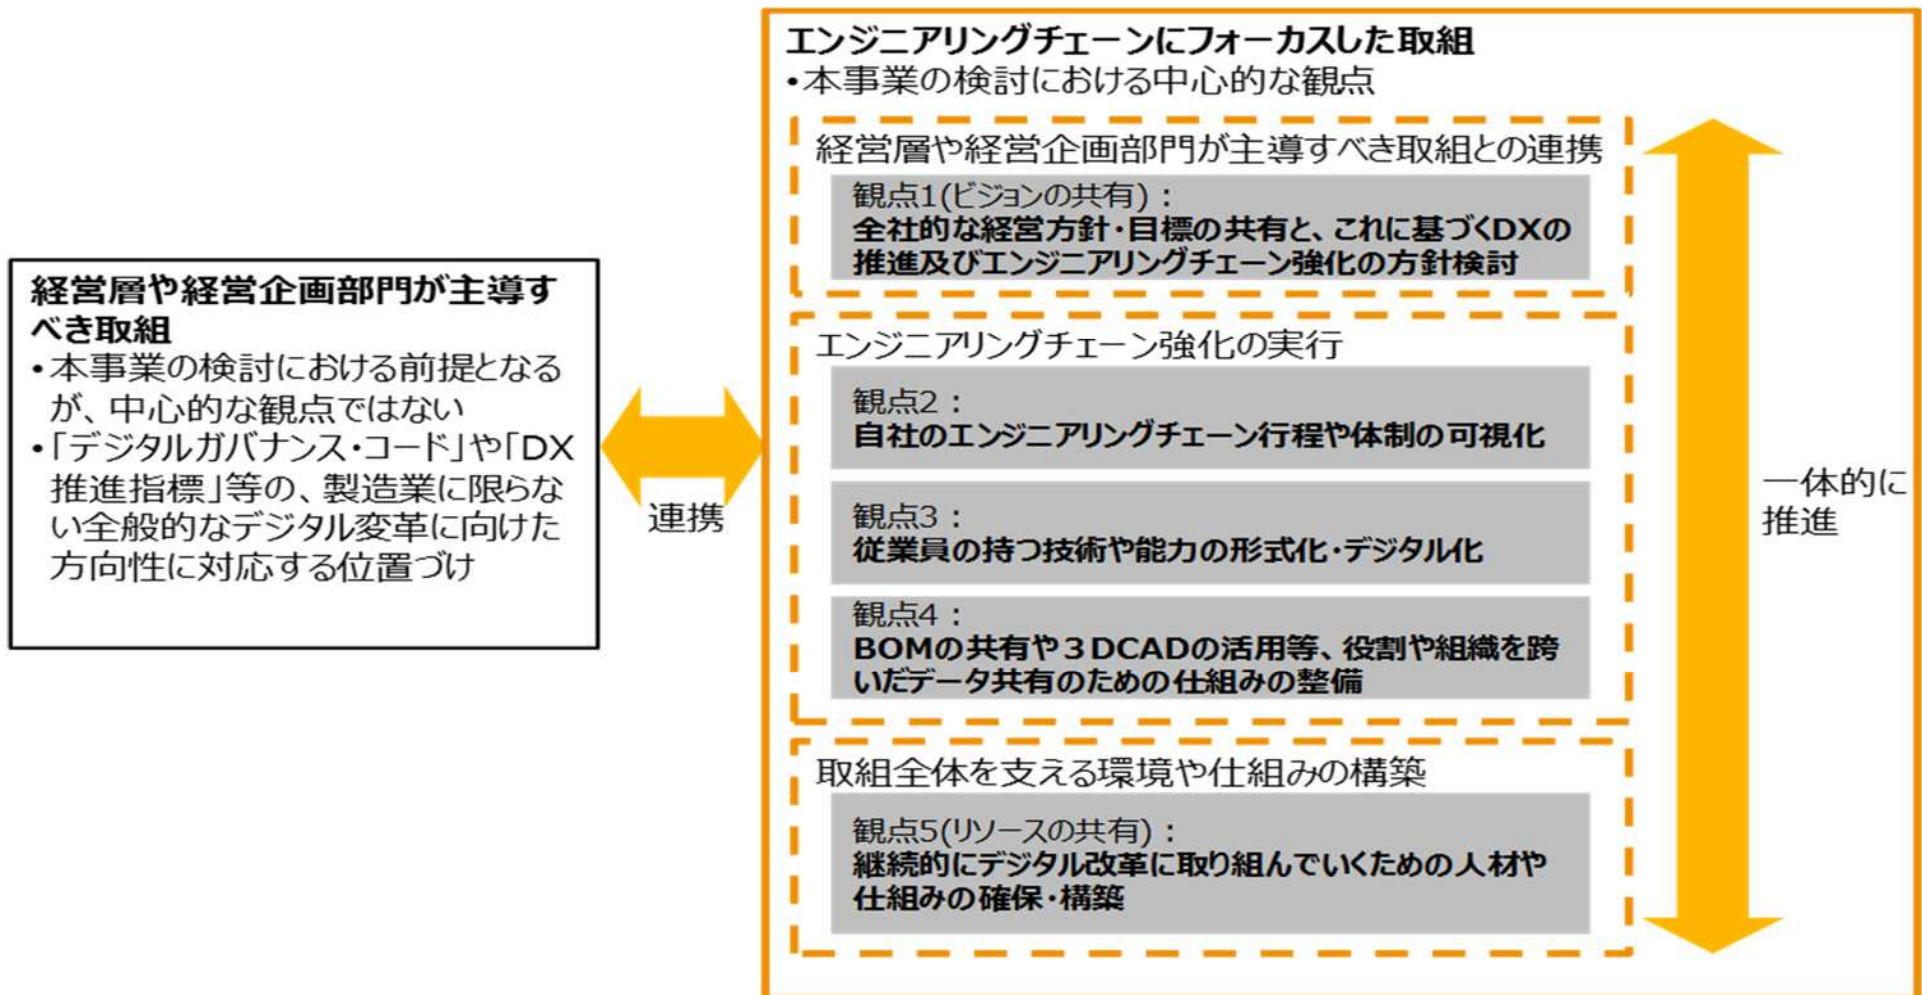 経営層や経営企画部門が主導す
べき取組
・本事業の検討における前提となる
が、中心的な観点ではない
・「デジタルガバナンス・コード」や「DX
推進指標」等の、製造業に限らな
い全般的なデジタル変革に向けた
方向性に対応する位置づけ
連携
エンジニアリングチェーンにフォーカスした取組
・本事業の検討における中心的な観点
経営層や経営企画部門が主導すべき取組との連携
観点1(ビジョンの共有)：
全社的な経営方針・目標の共有と、これに基づくDXの
推進及びエンジニアリングチェーン強化の方針検討
エンジニアリングチェーン強化の実行
観点2：
自社のエンジニアリングチェーン行程や体制の可視化
観点3：
従業員の持つ技術や能力の形式化・デジタル化
観点4：
BOMの共有や３DCADの活用等、役割や組織を跨
いだデータ共有のための仕組みの整備
取組全体を支える環境や仕組みの構築
観点5(リソースの共有)：
継続的にデジタル改革に取り組んでいくための人材や
仕組みの確保・構築
一体的に
推進